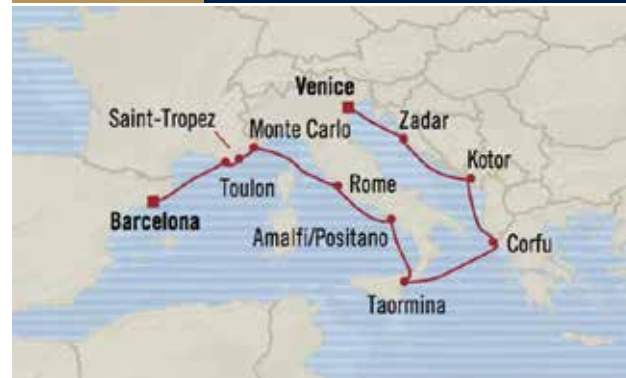 Venice
Saint-Tropez
Zadar
Monte Carlo
Kotor
Toulon
Rome
Barcelona
Amalfi/Positano
Corfu
Taormina